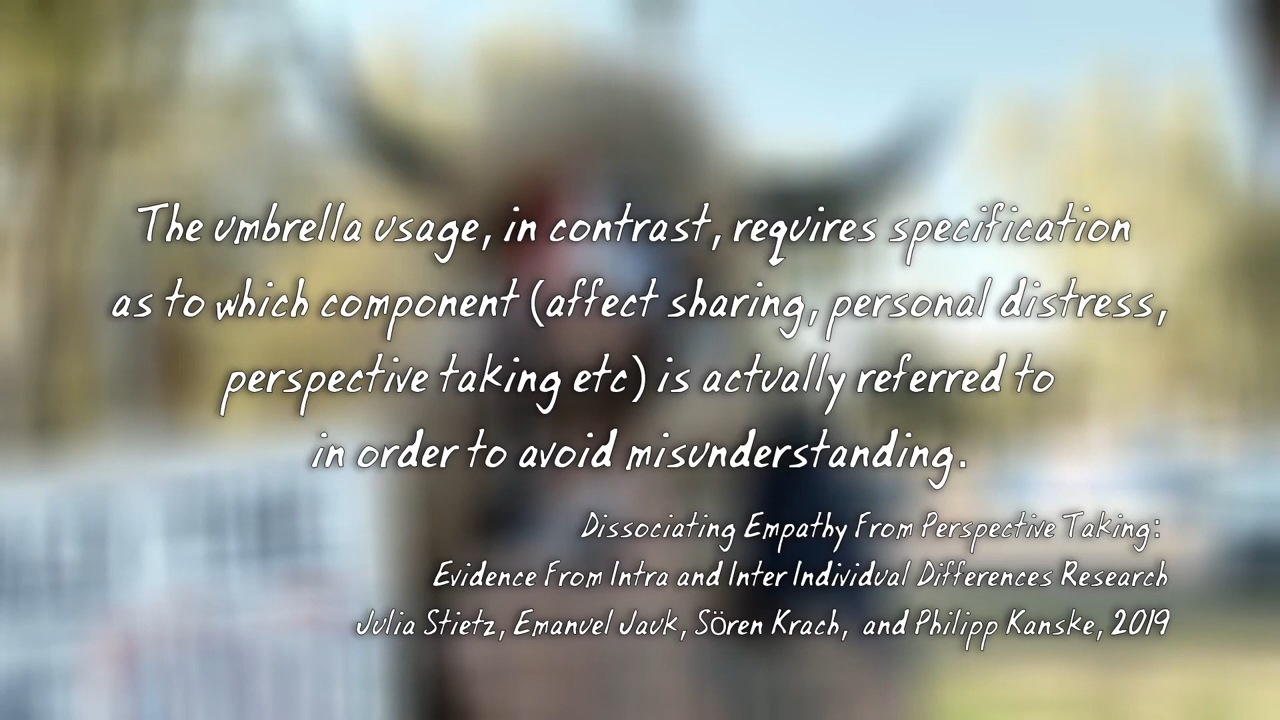 The umbrella usage, in contrast, requires specification
as to which component (affect sharing, personal distress,
perspective taking etc) is actually referred to
in order to avoid misunderstanding.
Dissociating Empathy From Perspective Taking:
Evidence From Intra and Inter Individual Differences Research
Julia Stietz, Emanuel Jauk, Sören Krach, and Philipp Kanske, 2019